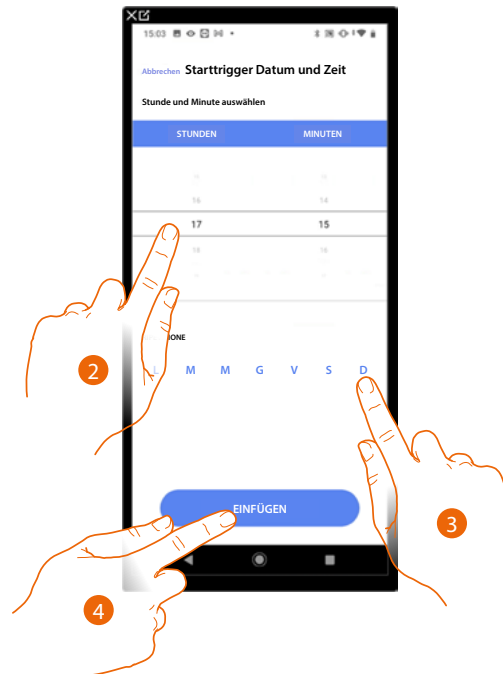 15:03
Abbrechen Starttrigger Datum und Zeit
Stunde und Minute auswählen
STUNDEN MINUTEN
16 14
17 15
18 16
IONE
L M M G V S D
EINFÜGEN
2
3
4